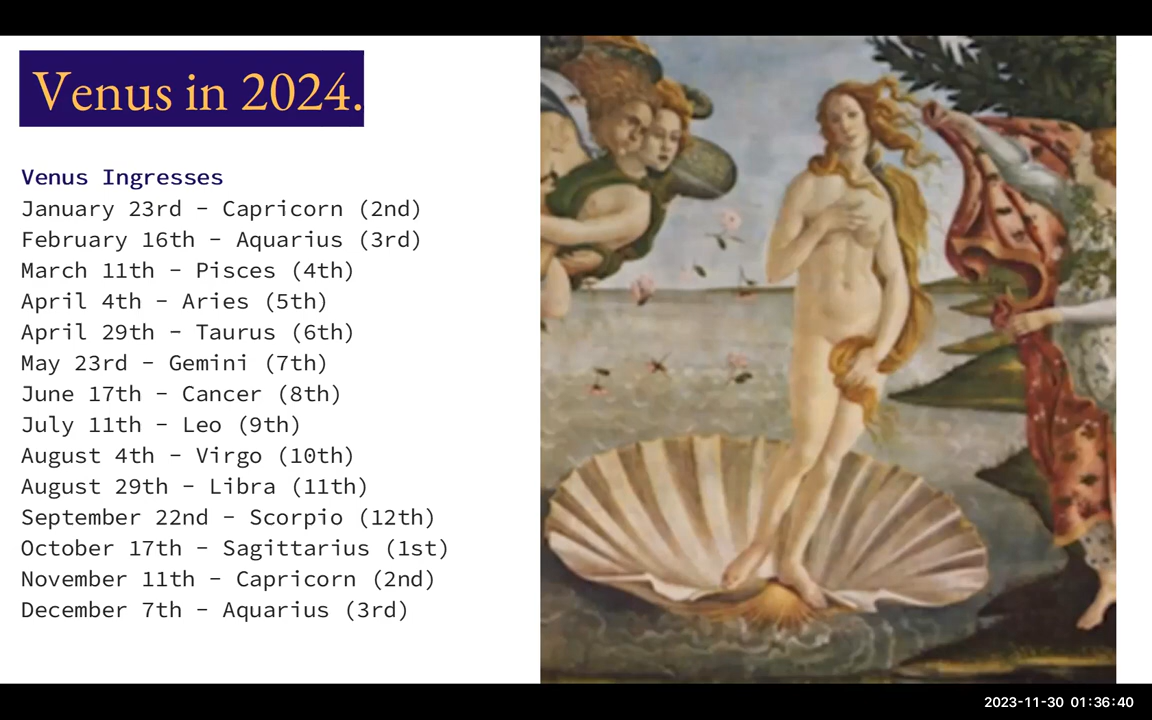 Venus in 2024.
Venus Ingresses
January 23rd – Capricorn (2nd)
February 16th – Aquarius (3rd)
March 11th – Pisces (4th)
April 4th – Aries (5th)
April 29th – Taurus (6th)
May 23rd – Gemini (7th)
June 17th – Cancer (8th)
July 11th – Leo (9th)
August 4th – Virgo (10th)
August 29th – Libra (11th)
September 22nd – Scorpio (12th)
October 17th – Sagittarius (1st)
November 11th – Capricorn (2nd)
December 7th – Aquarius (3rd)
2023-11-30 01:36:40